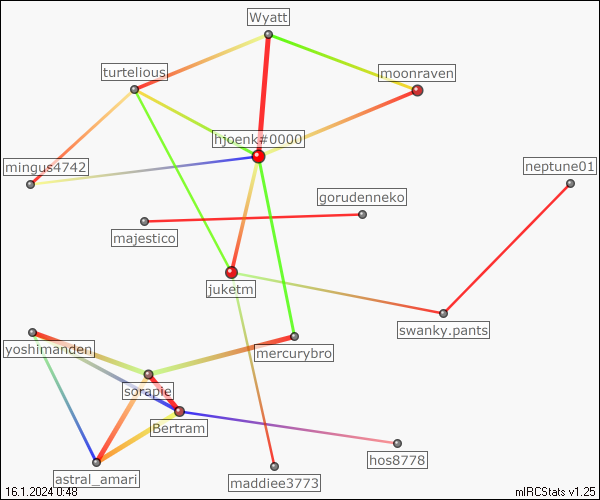 Wyatt
turtelious
moonraven
hjoenk#0000
mingus4742
neptune01
gorudenneko
majestico
juketm
swanky.pants
yoshimanden
mercurybro
sorapie
Bertram
hos8778
astral_amari
maddiee3773
16.1.2024 0:48
mIRCStats v1.25